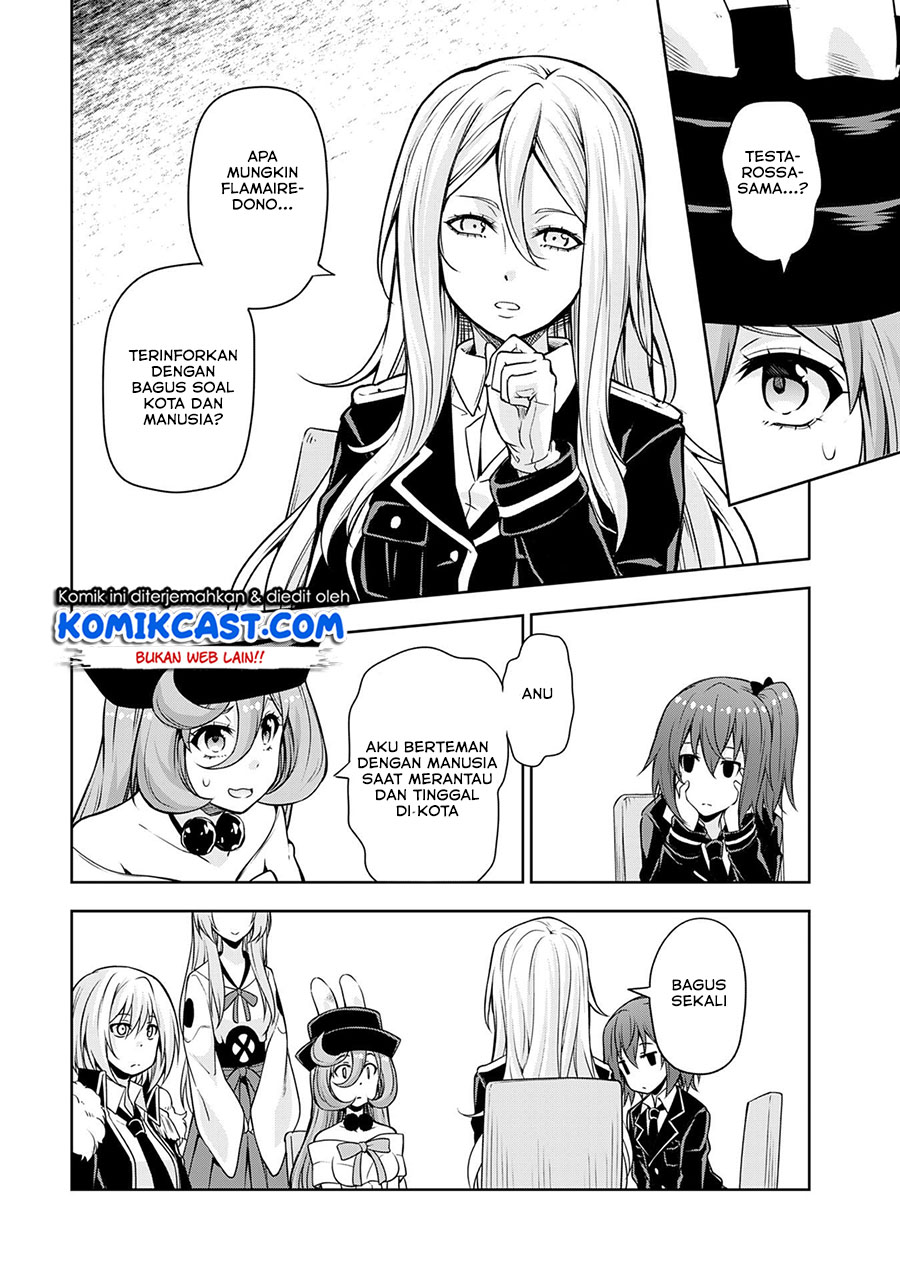 TESTA-
ROSSA-
SAMA...?
APA
MUNGKIN
FLAMAIRE-
DONO...
TERINFORKAN
DENGAN
BAGUS SOAL
KOTA DAN
MANUSIA?
Komik ini diterjemahkan & diedit oleh
KOMIKCAST.COM
BUKAN WEB LAIN!!
ANU
AKU BERTEMAN
DENGAN MANUSIA
SAAT MERANTAU
DAN TINGGAL
DI-KOTA
BAGUS
SEKALI